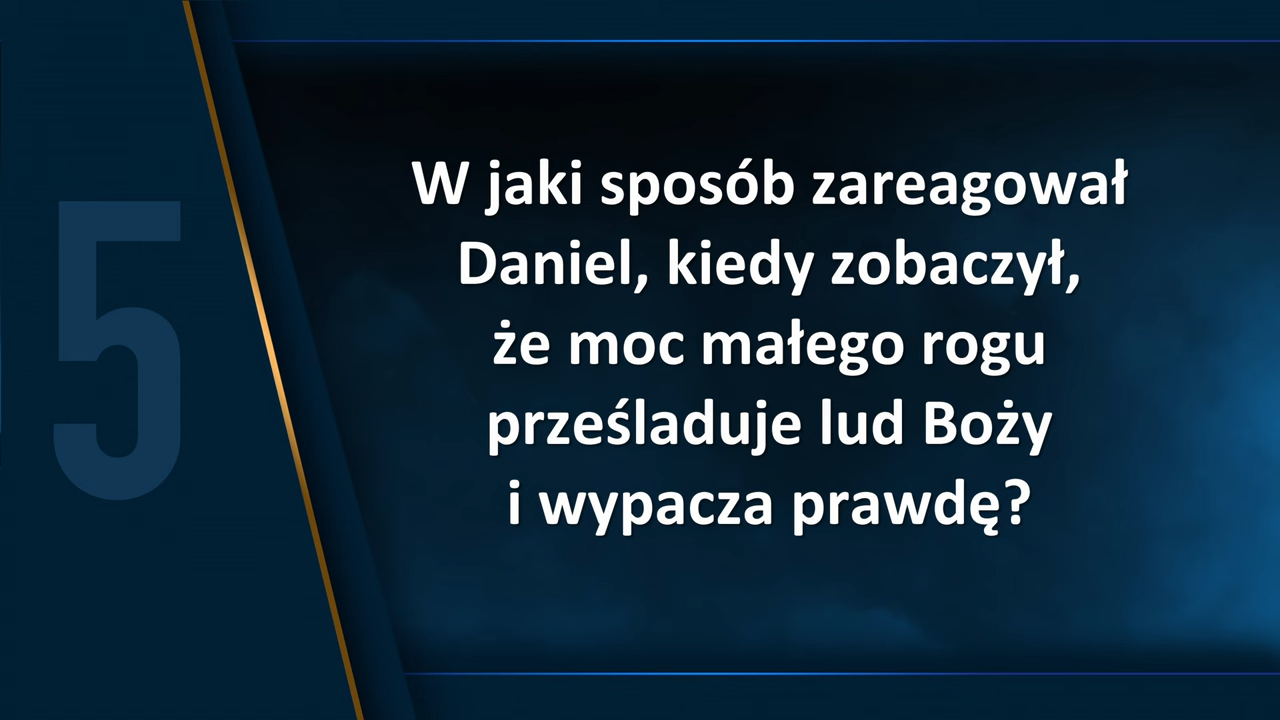 5
W jaki sposób zareagował
Daniel, kiedy zobaczył,
że moc małego rogu
prześladuje lud Boży
i wypacza prawdę?